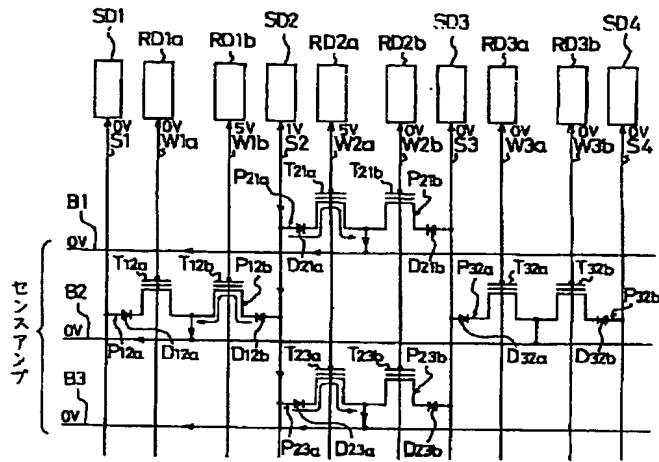 SD1 RD1a RD1b SD2 RD2a RD2b SD3 RD3a RD3b SD4
0V 0V 5V 1V 5V 0V 0V 0V 0V 0V
S1 W1a W1b S2 W2a W2b S3 W3a W3b S4
T21a T21b
P21a P21b
B1
0V
D21a D21b
T12a T12b P12b P32a T32a T32b P32b
B2
0V
P12a D12a D12b D32a D32b
T23a T23b P23b
B3
0V
P23a D23a D23b
センスアンプ